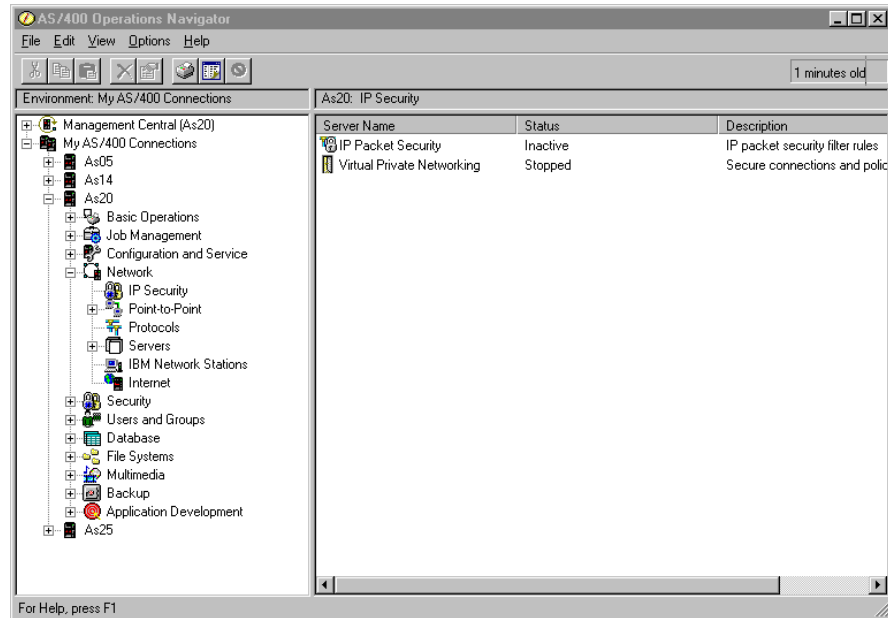 AS/400 Operations Navigator
File Edit View Options Help
1 minutes old
Environment: My AS/400 Connections
As20: IP Security
Management Central (As20)
My AS/400 Connections
As05
As14
As20
Basic Operations
Job Management
Configuration and Service
Network
IP Security
Point-to-Point
Protocols
Servers
IBM Network Stations
Internet
Security
Users and Groups
Database
File Systems
Multimedia
Backup
Application Development
As25
Server Name Status Description
IP Packet Security Inactive IP packet security filter rules
Virtual Private Networking Stopped Secure connections and polic
For Help, press F1